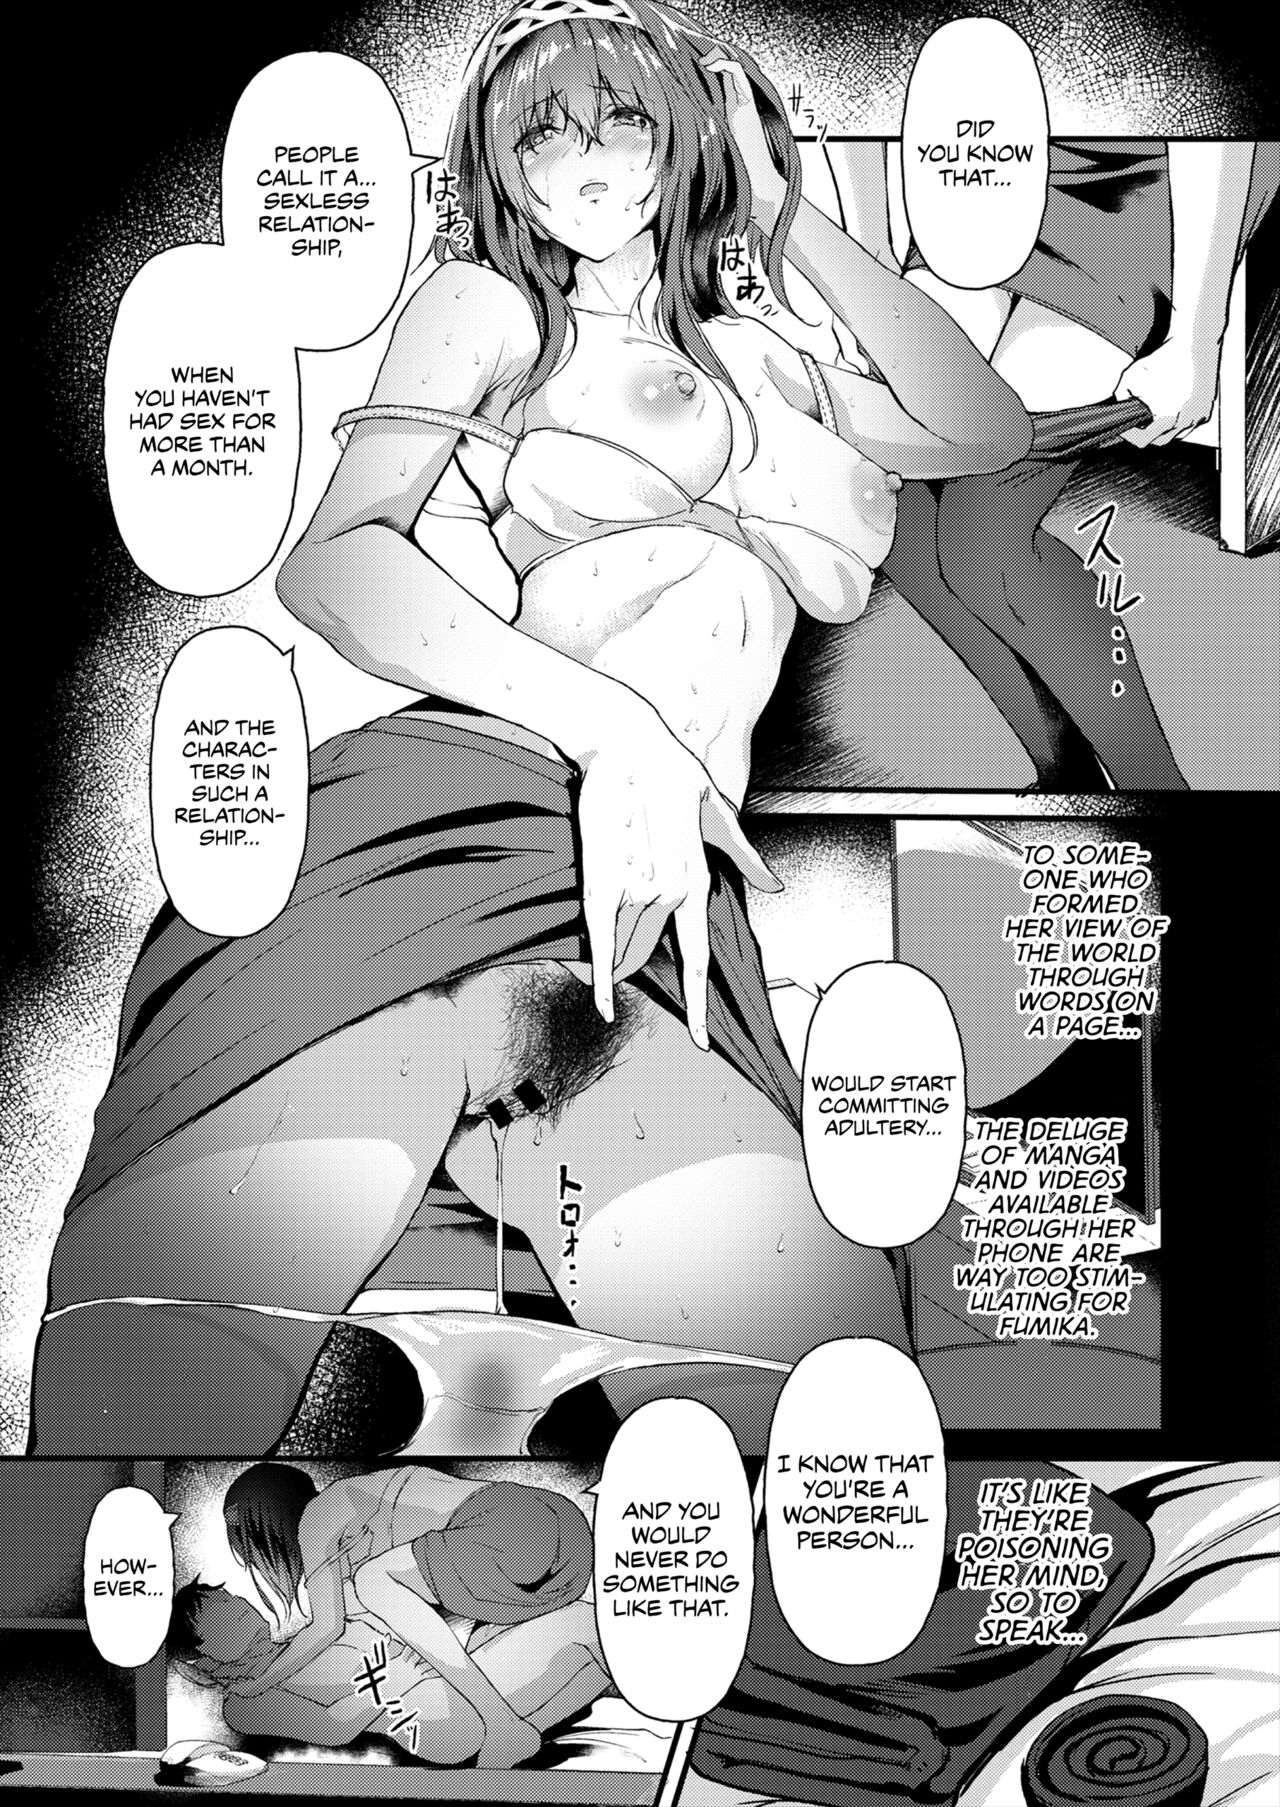 DID
YOU KNOW
THAT...
サラッ
はぁっ
はぁっ
スル...
PEOPLE
CALL IT A...
SEXLESS
RELATION-
SHIP,
WHEN
YOU HAVEN'T
HAD SEX FOR
MORE THAN
A MONTH.
AND THE
CHARAC-
TERS IN
SUCH A
RELATION-
SHIP...
TO SOME-
ONE WHO
FORMED
HER VIEW OF
THE WORLD
THROUGH
WORDS ON
A PAGE...
WOULD START
COMMITTING
ADULTERY...
THE DELUGE
OF MANGA
AND VIDEOS
AVAILABLE
THROUGH HER
PHONE ARE
WAY TOO STIM-
ULATING FOR
FUMIKA.
トロォ...
IT'S LIKE
THEY'RE
POISONING
HER MIND,
SO TO
SPEAK...
I KNOW THAT
YOU'RE A
WONDERFUL
PERSON...
AND YOU
WOULD
NEVER DO
SOMETHING
LIKE THAT.
HOW-
EVER...
ギシッ